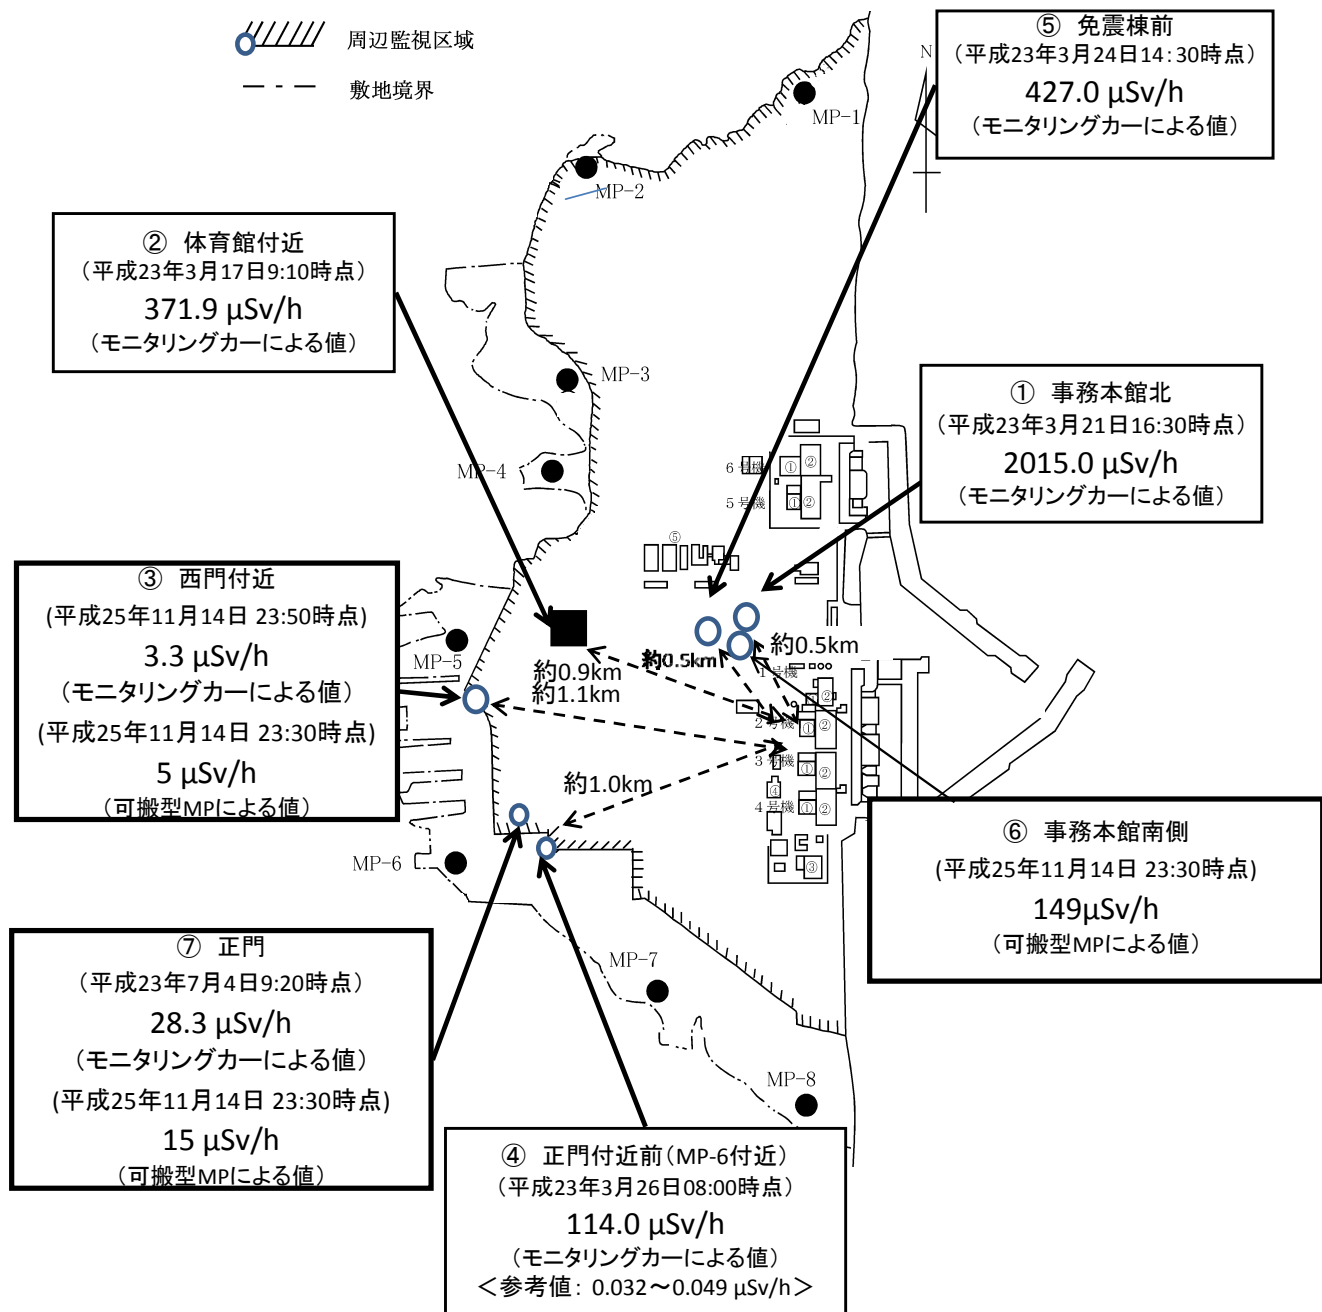 周辺監視区域
敷地境界
⑤ 免震棟前
（平成23年3月24日14:30時点）
427.0 μSv/h
（モニタリングカーによる値）
N
MP-1
MP-2
② 体育館付近
（平成23年3月17日9:10時点）
371.9 μSv/h
（モニタリングカーによる値）
MP-3
① 事務本館北
（平成23年3月21日16:30時点）
2015.0 μSv/h
（モニタリングカーによる値）
MP-4
6号機
①
②
5号機
①
②
⑤
③ 西門付近
(平成25年11月14日 23:50時点)
3.3 μSv/h
（モニタリングカーによる値）
(平成25年11月14日 23:30時点)
5 μSv/h
（可搬型MPによる値）
MP-5
約0.9km
約1.1km
約0.5km
約0.5km
1号機
②
2号機
①
②
3号機
①
②
④
4号機
①
②
③
約1.0km
MP-6
⑥ 事務本館南側
(平成25年11月14日 23:30時点)
149μSv/h
（可搬型MPによる値）
⑦ 正門
（平成23年7月4日9:20時点）
28.3 μSv/h
（モニタリングカーによる値）
(平成25年11月14日 23:30時点)
15 μSv/h
（可搬型MPによる値）
MP-7
MP-8
④ 正門付近前（MP-6付近）
（平成23年3月26日08:00時点）
114.0 μSv/h
（モニタリングカーによる値）
＜参考値：0.032～0.049 μSv/h＞